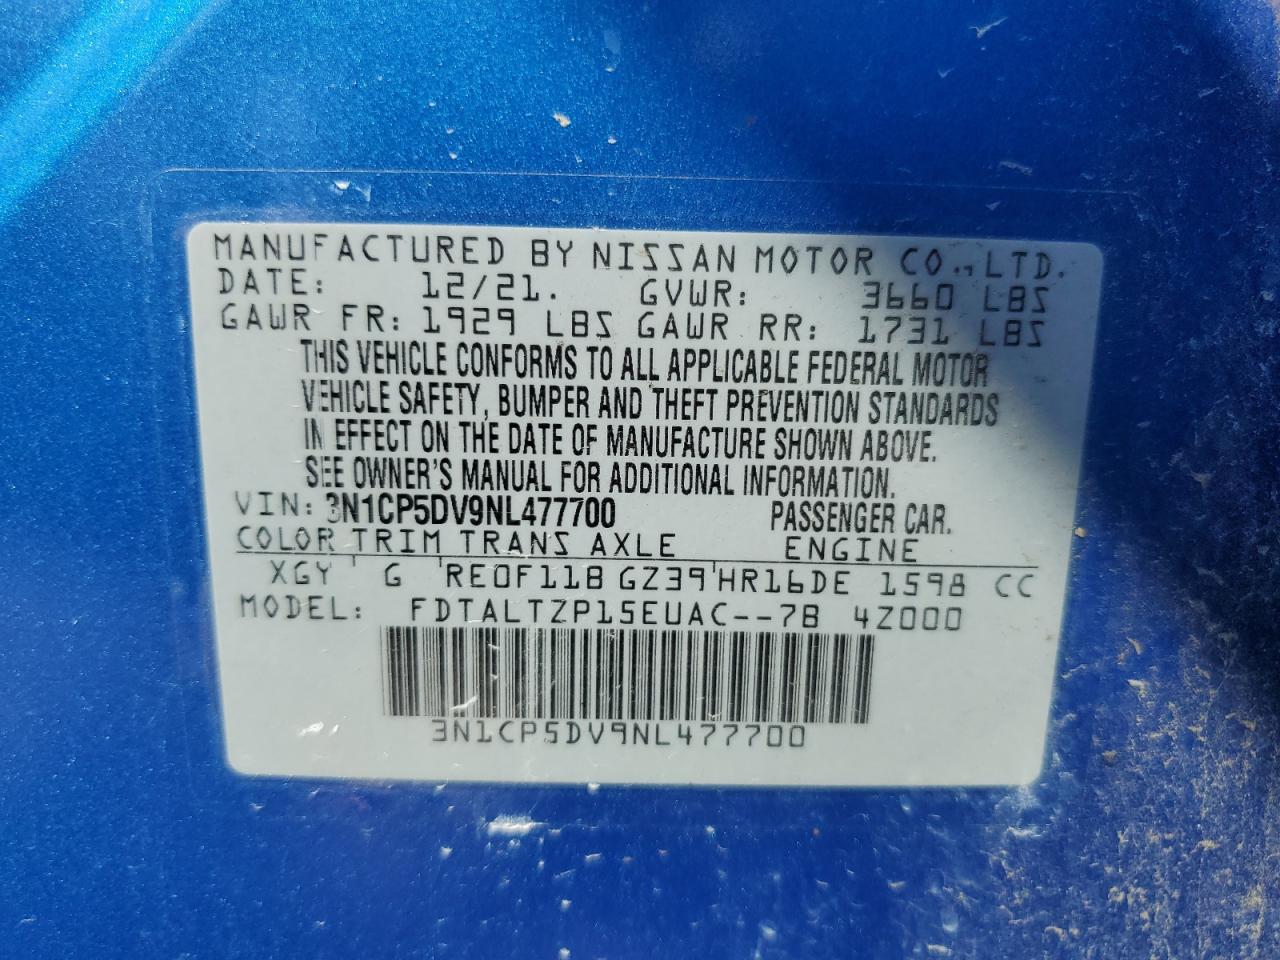 MANUFACTURED BY NISSAN MOTOR CO., LTD.
DATE: 12/21. GVWR: 3660 LBS
GAWR FR: 1929 LBS GAWR RR: 1731 LBS
THIS VEHICLE CONFORMS TO ALL APPLICABLE FEDERAL MOTOR
VEHICLE SAFETY, BUMPER AND THEFT PREVENTION STANDARDS
IN EFFECT ON THE DATE OF MANUFACTURE SHOWN ABOVE.
SEE OWNER'S MANUAL FOR ADDITIONAL INFORMATION.
VIN: 3N1CP5DV9NL477700 PASSENGER CAR.
COLOR TRIM TRANS AXLE ENGINE
XGY ' G 'RE0F11B GZ39'HR16DE 1598 CC
MODEL: FDTALTZP15EUAC--7B 4Z000
3N1CP5DV9NL477700